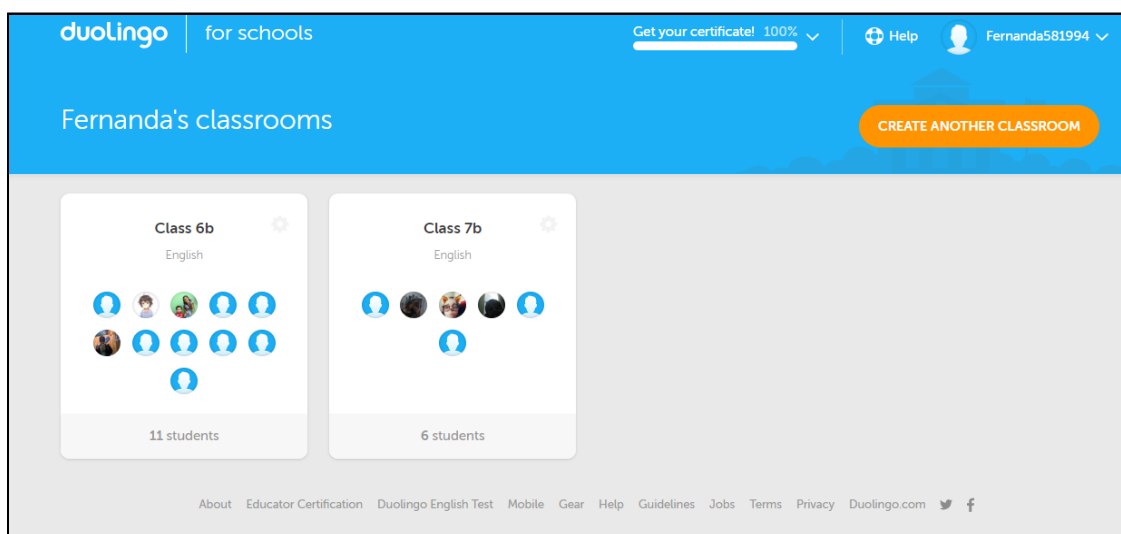 duolingo for schools Get your certificate! 100% Help Fernanda581994
Fernanda's classrooms CREATE ANOTHER CLASSROOM
Class 6b
English
11 students
Class 7b
English
6 students
About Educator Certification Duolingo English Test Mobile Gear Help Guidelines Jobs Terms Privacy Duolingo.com